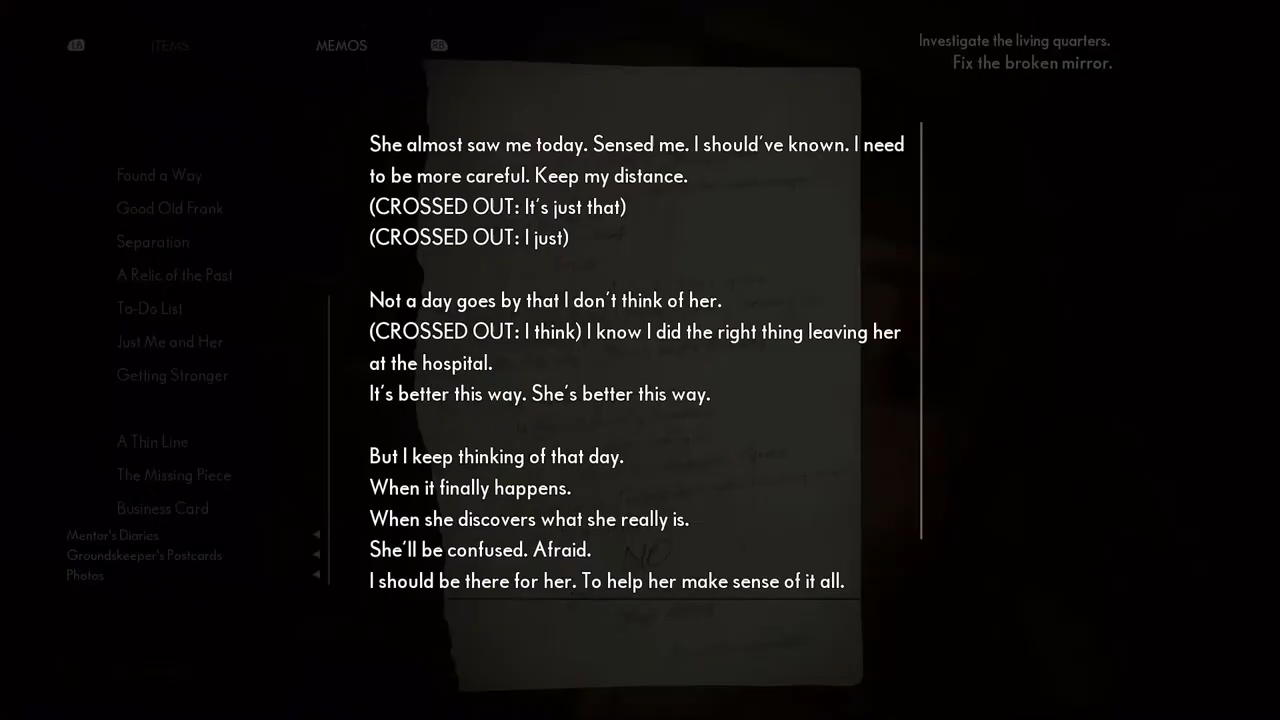 LB
ITEMS
MEMOS
RB
Investigate the living quarters.
Fix the broken mirror.
Found a Way
Good Old Frank
Separation
A Relic of the Past
To-Do List
Just Me and Her
Getting Stronger
A Thin Line
The Missing Piece
Business Card
Mentor's Diaries
Groundskeeper's Postcards
Photos
She almost saw me today. Sensed me. I should've known. I need
to be more careful. Keep my distance.
(CROSSED OUT: It's just that)
(CROSSED OUT: I just)
Not a day goes by that I don't think of her.
(CROSSED OUT: I think) I know I did the right thing leaving her
at the hospital.
It's better this way. She's better this way.
But I keep thinking of that day.
When it finally happens.
When she discovers what she really is.
She'll be confused. Afraid.
I should be there for her. To help her make sense of it all.
NO